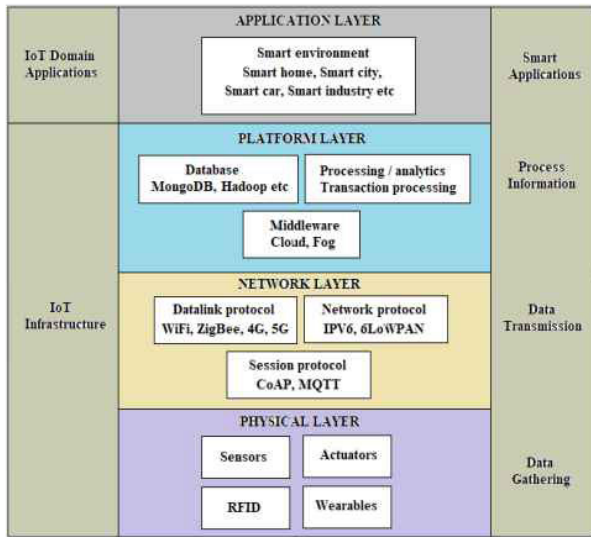 APPLICATION LAYER
IoT Domain
Applications
Smart environment
Smart home, Smart city,
Smart car, Smart industry etc
Smart
Applications
PLATFORM LAYER
Database
MongoDB, Hadoop etc
Processing / analytics
Transaction processing
Middleware
Cloud, Fog
Process
Information
IoT
Infrastructure
NETWORK LAYER
Datalink protocol
WiFi, ZigBee, 4G, 5G
Network protocol
IPV6, 6LoWPAN
Session protocol
CoAP, MQTT
Data
Transmission
PHYSICAL LAYER
Sensors
Actuators
RFID
Wearables
Data
Gathering